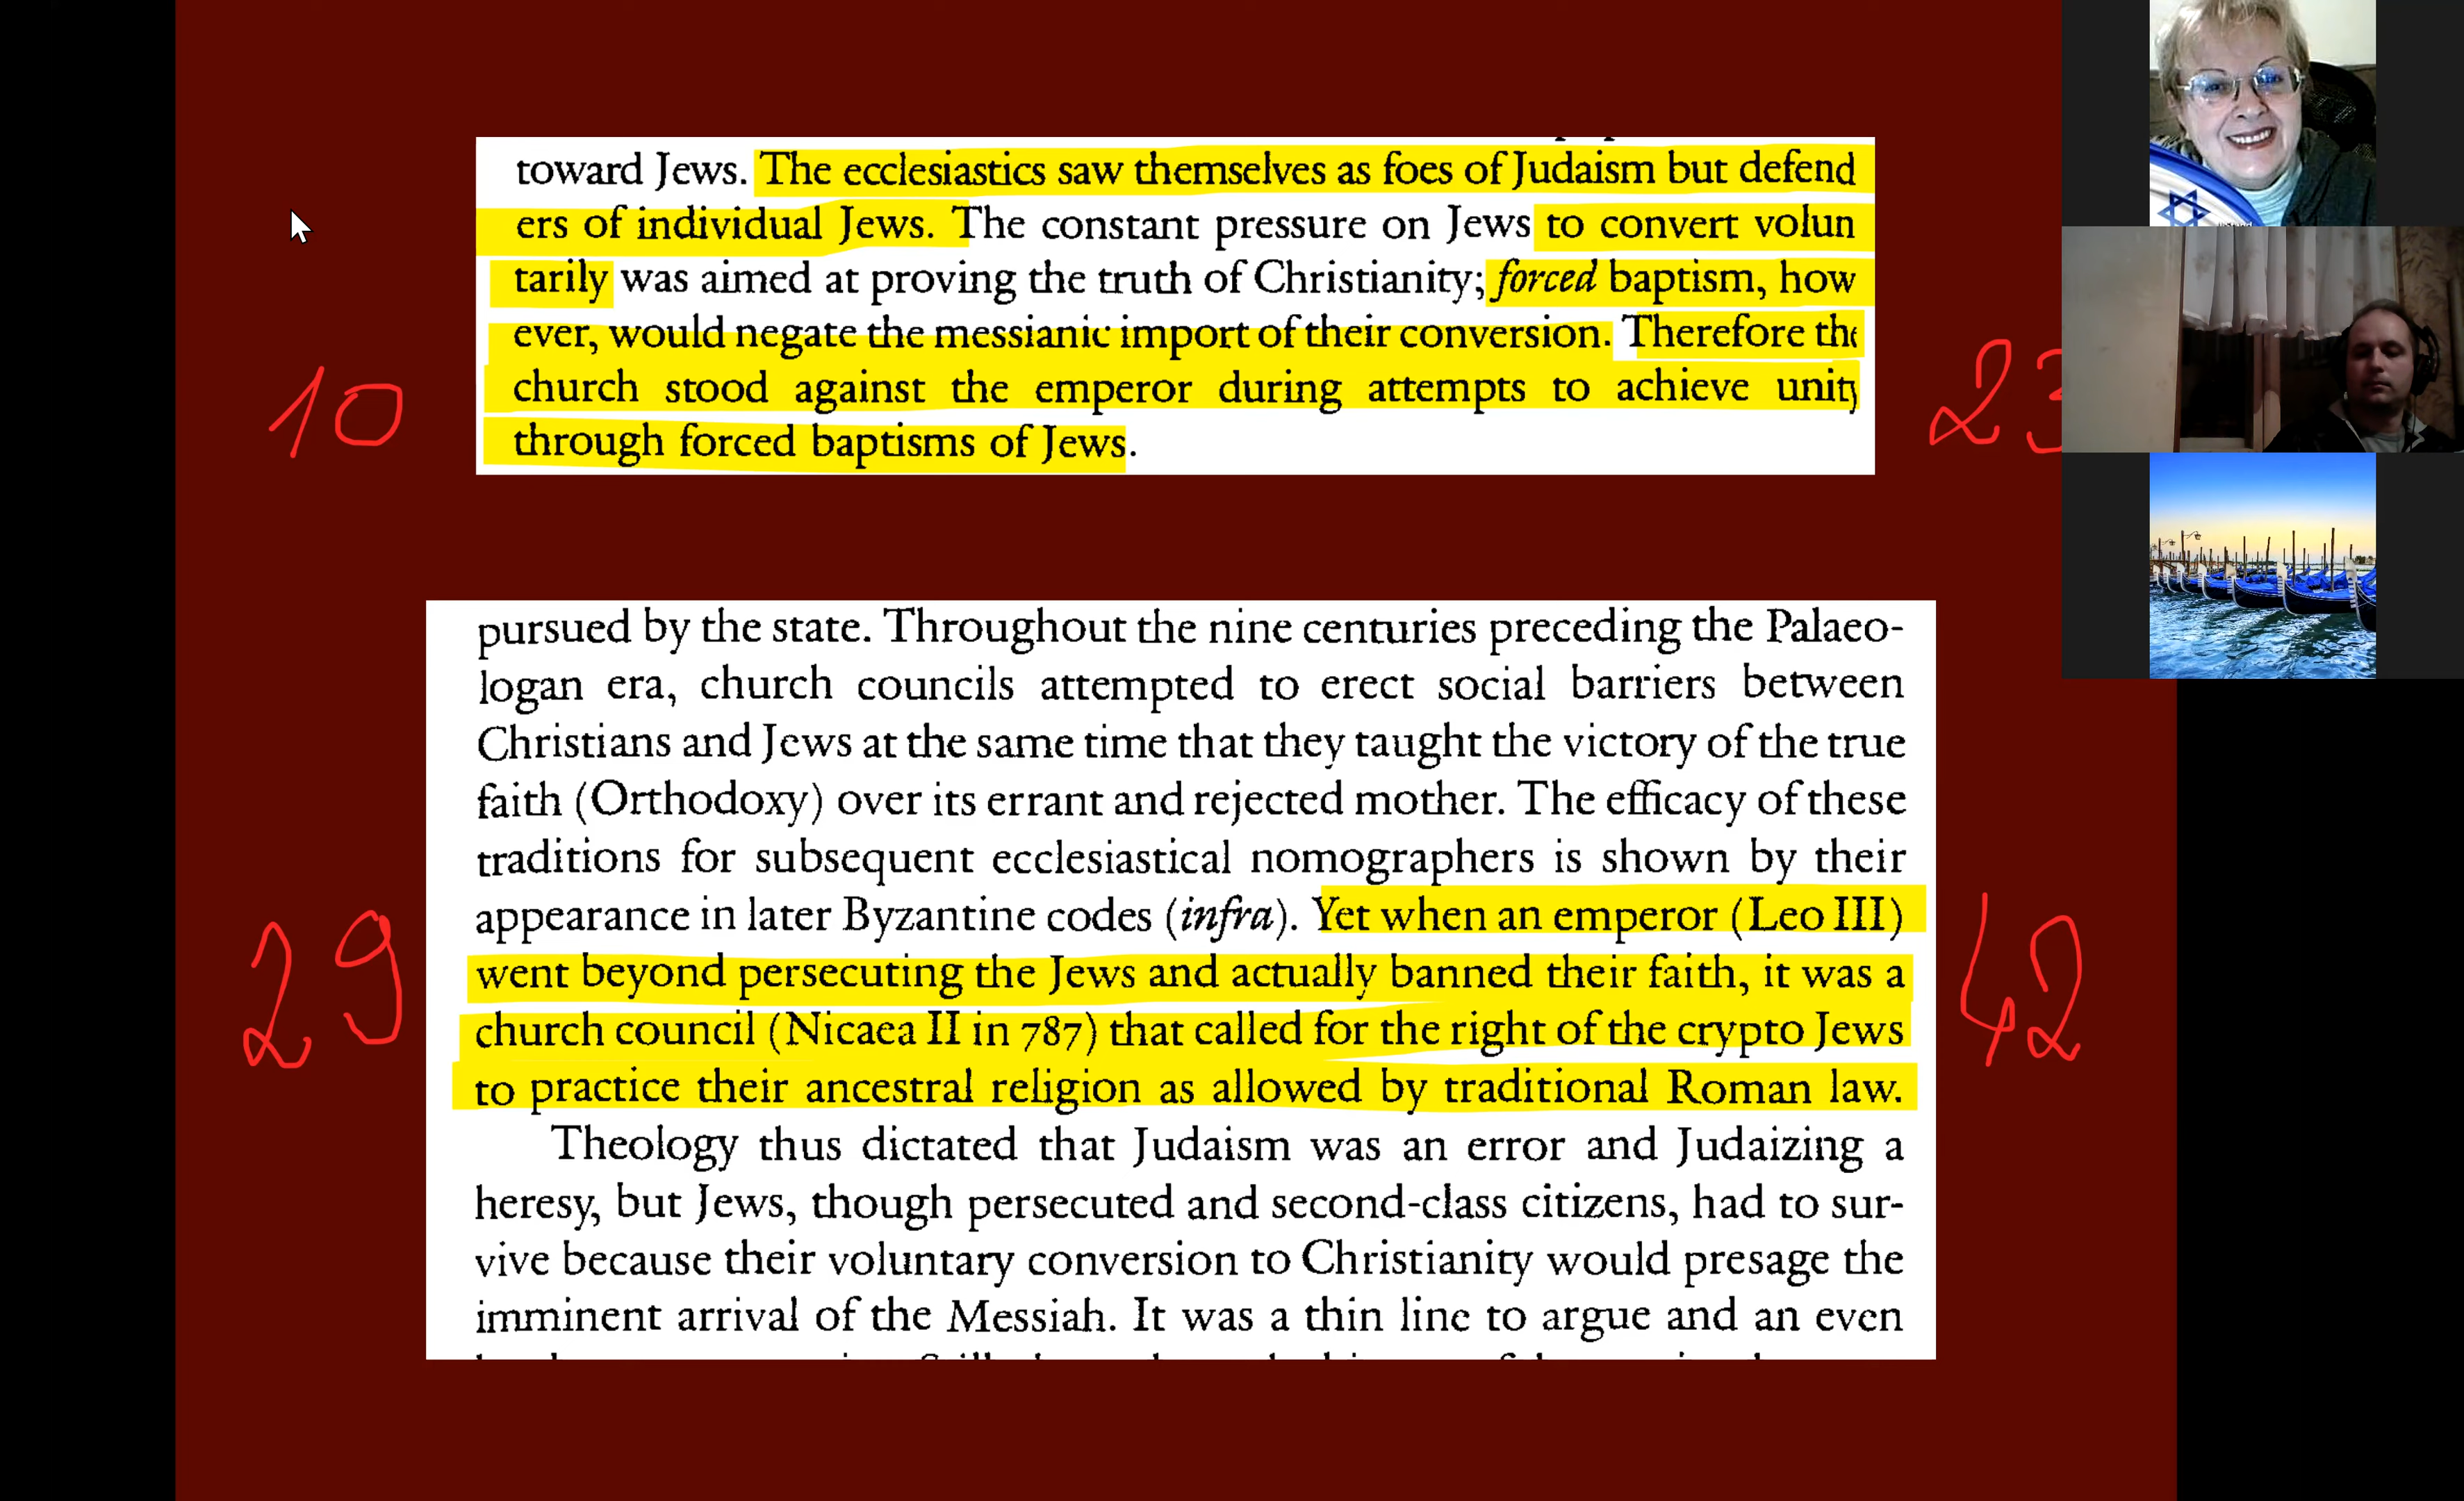 toward Jews. The ecclesiastics saw themselves as foes of Judaism but defend
ers of individual Jews. The constant pressure on Jews to convert volun
tarily was aimed at proving the truth of Christianity; forced baptism, how
ever, would negate the messianic import of their conversion. Therefore the
church stood against the emperor during attempts to achieve unity
through forced baptisms of Jews.
10
23
pursued by the state. Throughout the nine centuries preceding the Palaeo-
logan era, church councils attempted to erect social barriers between
Christians and Jews at the same time that they taught the victory of the true
faith (Orthodoxy) over its errant and rejected mother. The efficacy of these
traditions for subsequent ecclesiastical nomographers is shown by their
appearance in later Byzantine codes (infra). Yet when an emperor (Leo III)
went beyond persecuting the Jews and actually banned their faith, it was a
church council (Nicaea II in 787) that called for the right of the crypto Jews
to practice their ancestral religion as allowed by traditional Roman law.
29
42
Theology thus dictated that Judaism was an error and Judaizing a
heresy, but Jews, though persecuted and second-class citizens, had to sur-
vive because their voluntary conversion to Christianity would presage the
imminent arrival of the Messiah. It was a thin line to argue and an even